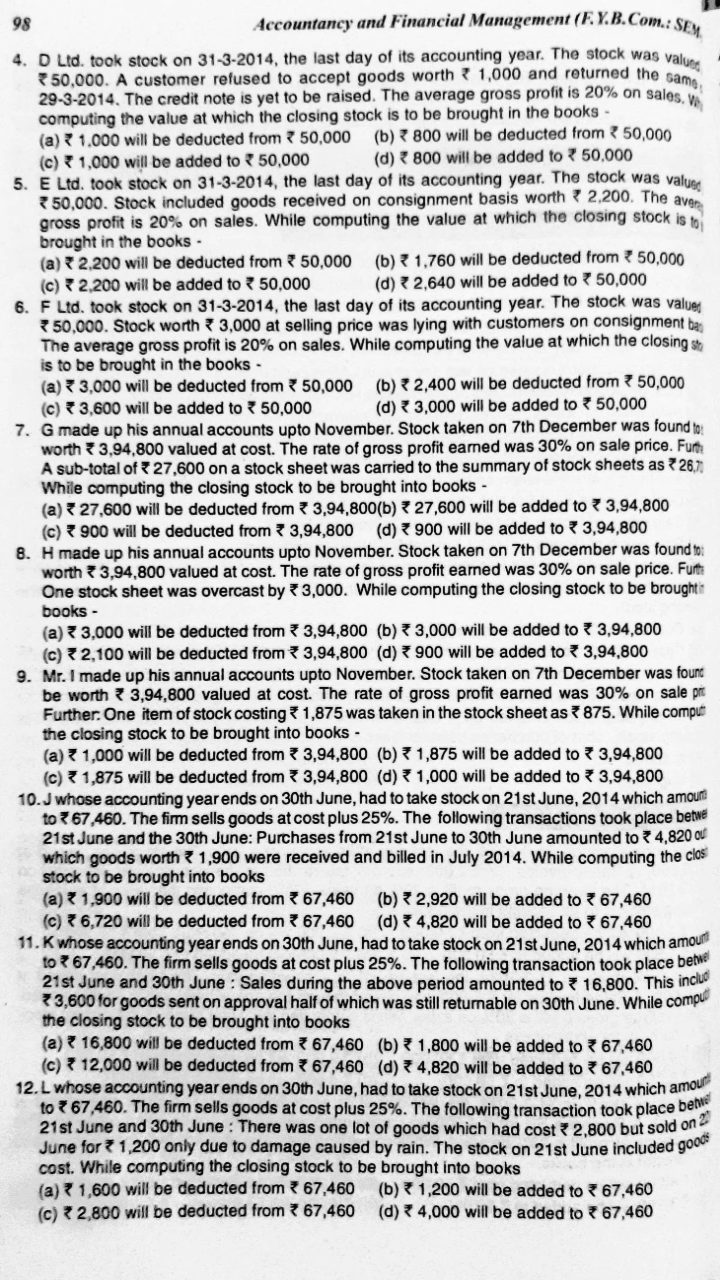 98 Accountancy and Financial Management (F.Y.B.Com.: SEM
4. D Ltd. took stock on 31-3-2014, the last day of its accounting year. The stock was valued
₹ 50,000. A customer refused to accept goods worth ₹ 1,000 and returned the same
29-3-2014. The credit note is yet to be raised. The average gross profit is 20% on sales.
computing the value at which the closing stock is to be brought in the books -
(a) ₹ 1,000 will be deducted from ₹ 50,000 (b) ₹ 800 will be deducted from ₹ 50,000
(c) ₹ 1,000 will be added to ₹ 50,000 (d) ₹ 800 will be added to ₹ 50,000
5. E Ltd. took stock on 31-3-2014, the last day of its accounting year. The stock was valued
₹ 50,000. Stock included goods received on consignment basis worth ₹ 2,200. The aver
gross profit is 20% on sales. While computing the value at which the closing stock is to
brought in the books -
(a) ₹ 2,200 will be deducted from ₹ 50,000 (b) ₹ 1,760 will be deducted from ₹ 50,000
(c) ₹ 2,200 will be added to ₹ 50,000 (d) ₹ 2,640 will be added to ₹ 50,000
6. F Ltd. took stock on 31-3-2014, the last day of its accounting year. The stock was valued
₹ 50,000. Stock worth ₹ 3,000 at selling price was lying with customers on consignment ba
The average gross profit is 20% on sales. While computing the value at which the closing sto
is to be brought in the books -
(a) ₹ 3,000 will be deducted from ₹ 50,000 (b) ₹ 2,400 will be deducted from ₹ 50,000
(c) ₹ 3,600 will be added to ₹ 50,000 (d) ₹ 3,000 will be added to ₹ 50,000
7. G made up his annual accounts upto November. Stock taken on 7th December was found to
worth ₹ 3,94,800 valued at cost. The rate of gross profit earned was 30% on sale price. Furth
A sub-total of ₹ 27,600 on a stock sheet was carried to the summary of stock sheets as ₹ 26,7
While computing the closing stock to be brought into books -
(a) ₹ 27,600 will be deducted from ₹ 3,94,800(b) ₹ 27,600 will be added to ₹ 3,94,800
(c) ₹ 900 will be deducted from ₹ 3,94,800 (d) ₹ 900 will be added to ₹ 3,94,800
8. H made up his annual accounts upto November. Stock taken on 7th December was found to
worth ₹ 3,94,800 valued at cost. The rate of gross profit earned was 30% on sale price. Furth
One stock sheet was overcast by ₹ 3,000. While computing the closing stock to be brought i
books -
(a) ₹ 3,000 will be deducted from ₹ 3,94,800 (b) ₹ 3,000 will be added to ₹ 3,94,800
(c) ₹ 2,100 will be deducted from ₹ 3,94,800 (d) ₹ 900 will be added to ₹ 3,94,800
9. Mr. I made up his annual accounts upto November. Stock taken on 7th December was found
be worth ₹ 3,94,800 valued at cost. The rate of gross profit earned was 30% on sale pri
Further: One item of stock costing ₹ 1,875 was taken in the stock sheet as ₹ 875. While comput
the closing stock to be brought into books -
(a) ₹ 1,000 will be deducted from ₹ 3,94,800 (b) ₹ 1,875 will be added to ₹ 3,94,800
(c) ₹ 1,875 will be deducted from ₹ 3,94,800 (d) ₹ 1,000 will be added to ₹ 3,94,800
10. J whose accounting year ends on 30th June, had to take stock on 21st June, 2014 which amount
to ₹ 67,460. The firm sells goods at cost plus 25%. The following transactions took place betwe
21st June and the 30th June: Purchases from 21st June to 30th June amounted to ₹ 4,820 out
which goods worth ₹ 1,900 were received and billed in July 2014. While computing the clos
stock to be brought into books
(a) ₹ 1,900 will be deducted from ₹ 67,460 (b) ₹ 2,920 will be added to ₹ 67,460
(c) ₹ 6,720 will be deducted from ₹ 67,460 (d) ₹ 4,820 will be added to ₹ 67,460
11. K whose accounting year ends on 30th June, had to take stock on 21st June, 2014 which amount
to ₹ 67,460. The firm sells goods at cost plus 25%. The following transaction took place betwe
21st June and 30th June : Sales during the above period amounted to ₹ 16,800. This includ
₹ 3,600 for goods sent on approval half of which was still returnable on 30th June. While comput
the closing stock to be brought into books
(a) ₹ 16,800 will be deducted from ₹ 67,460 (b) ₹ 1,800 will be added to ₹ 67,460
(c) ₹ 12,000 will be deducted from ₹ 67,460 (d) ₹ 4,820 will be added to ₹ 67,460
12. L whose accounting year ends on 30th June, had to take stock on 21st June, 2014 which amount
to ₹ 67,460. The firm sells goods at cost plus 25%. The following transaction took place betwe
21st June and 30th June : There was one lot of goods which had cost ₹ 2,800 but sold on 2
June for ₹ 1,200 only due to damage caused by rain. The stock on 21st June included goods
cost. While computing the closing stock to be brought into books
(a) ₹ 1,600 will be deducted from ₹ 67,460 (b) ₹ 1,200 will be added to ₹ 67,460
(c) ₹ 2,800 will be deducted from ₹ 67,460 (d) ₹ 4,000 will be added to ₹ 67,460